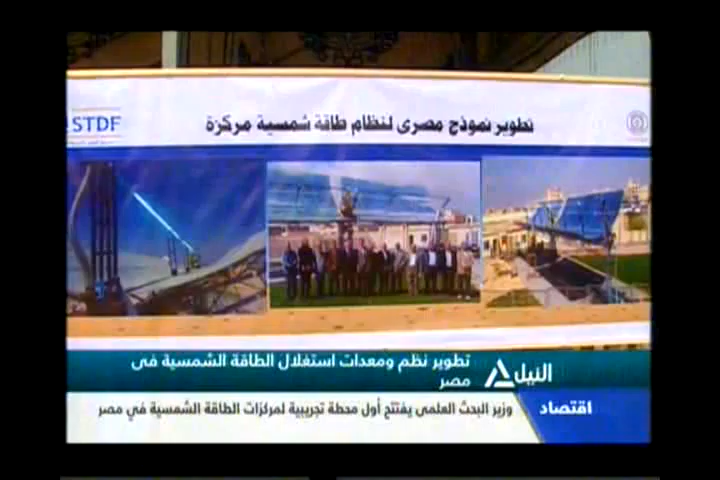 تطوير نموذج مصرى لنظام طاقة شمسية مركزة
STDF
تطوير نظم ومعدات استغلال الطاقة الشمسية فى
مصر
النيل
اقتصاد
وزير البحث العلمى يفتتح أول محطة تجريبية لمركزات الطاقة الشمسية في مصر